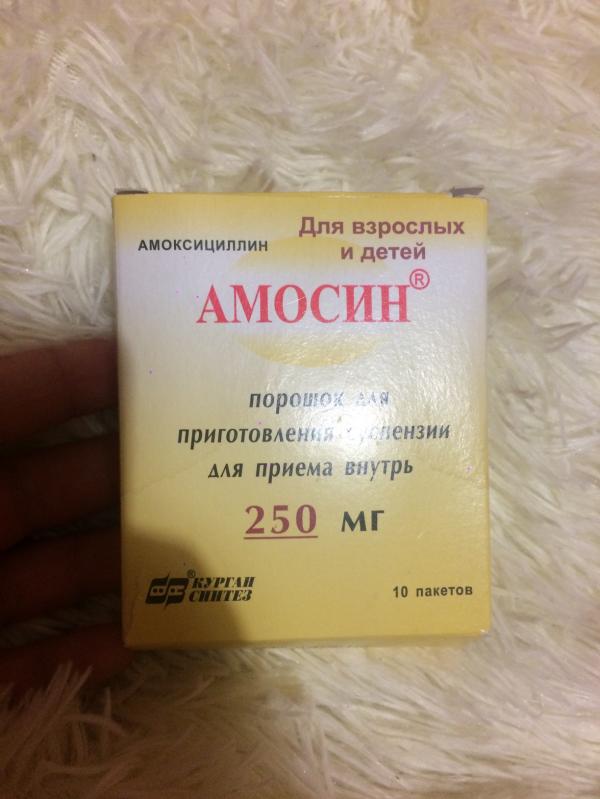 Для взрослых
и детей
АМОКСИЦИЛЛИН
АМОСИН®
порошок для
приготовления суспензии
для приема внутрь
250 мг
® КУРГАН
СИНТЕЗ
10 пакетов